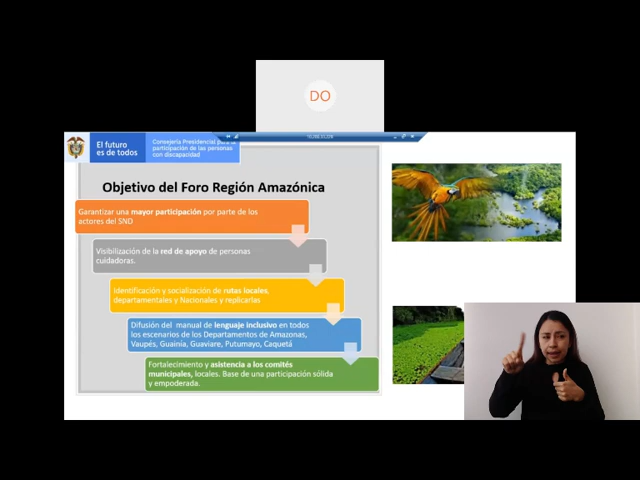 DO
El futuro
es de todos
Consejería Presidencial para la
participación de las personas
con discapacidad
Objetivo del Foro Región Amazónica
Garantizar una mayor participación por parte de los
actores del SND
Visibilización de la red de apoyo de personas
cuidadoras.
Identificación y socialización de rutas locales,
departamentales y Nacionales y replicarlas
Difusión del manual de lenguaje inclusivo en todos
los escenarios de los Departamentos de Amazonas,
Vaupés, Guainía, Guaviare, Putumayo, Caquetá
Fortalecimiento y asistencia a los comités
municipales, locales. Base de una participación sólida
y empoderada.